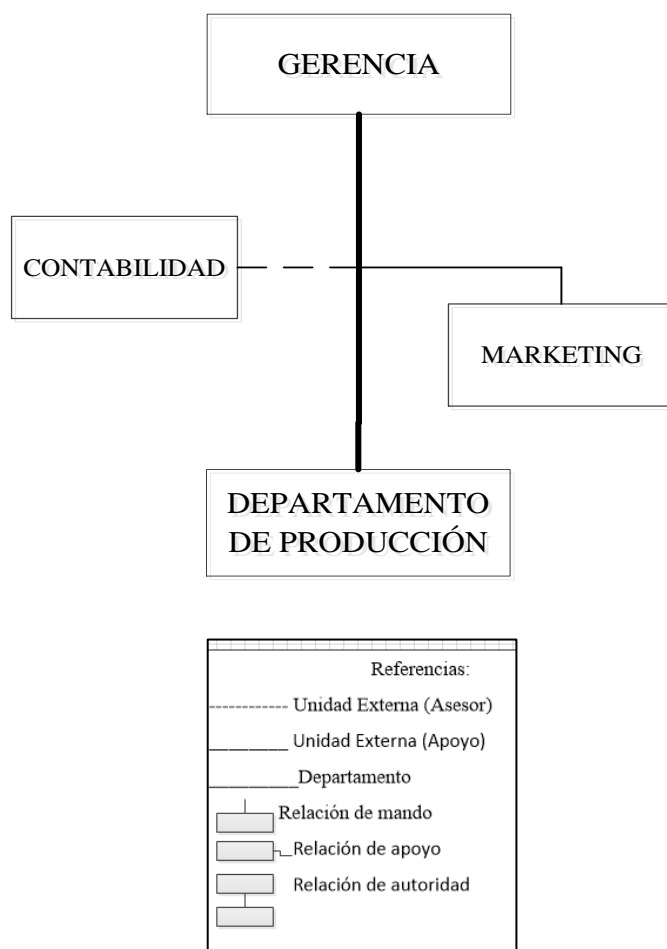 GERENCIA
CONTABILIDAD
MARKETING
DEPARTAMENTO
DE PRODUCCIÓN
Referencias:
Unidad Externa (Asesor)
Unidad Externa (Apoyo)
Departamento
Relación de mando
Relación de apoyo
Relación de autoridad